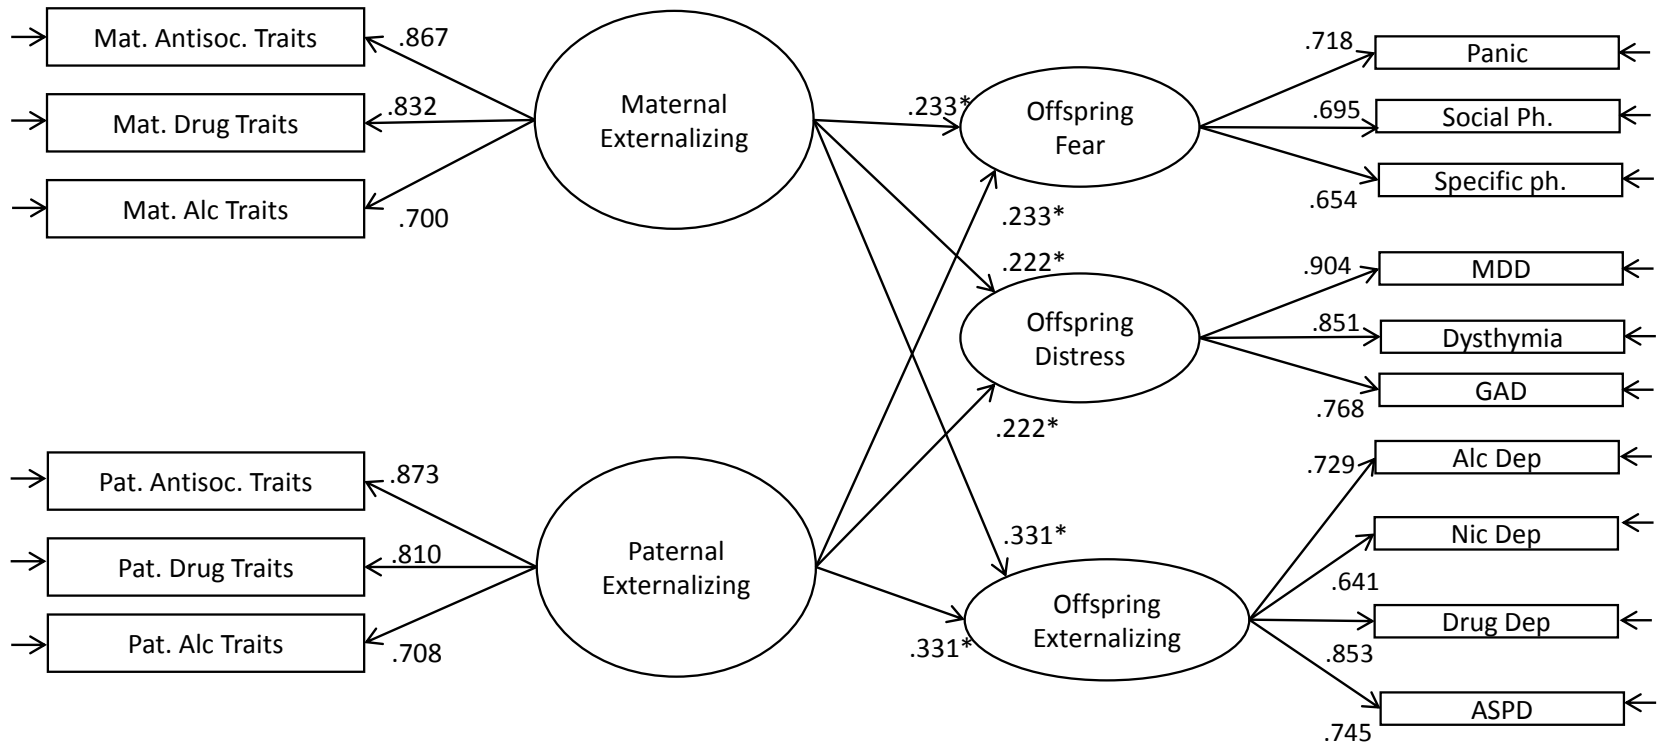 Mat. Antisoc. Traits
.867
Mat. Drug Traits
.832
Mat. Alc Traits
.700
Maternal
Externalizing
Pat. Antisoc. Traits
.873
Pat. Drug Traits
.810
Pat. Alc Traits
.708
Paternal
Externalizing
.233*
Offspring
Fear
.233*
.222*
Offspring
Distress
.222*
.331*
Offspring
Externalizing
.331*
.718
Panic
.695
Social Ph.
Specific ph.
.654
.904
MDD
.851
Dysthymia
GAD
.768
.729
Alc Dep
Nic Dep
.641
Drug Dep
.853
ASPD
.745